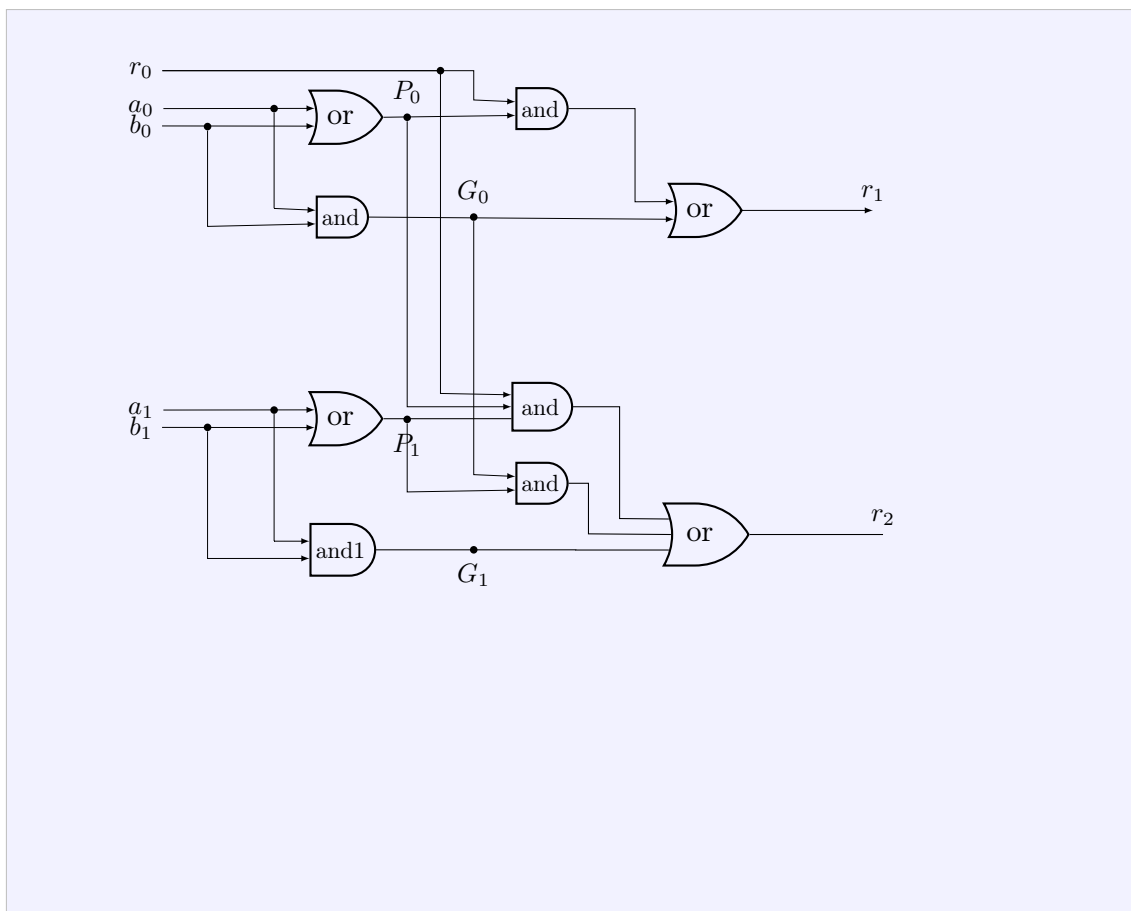 r₀
P₀
a₀
or
and
b₀
G₀
r₁
and
or
a₁
or
and
b₁
P₁
and
r₂
or
and1
G₁